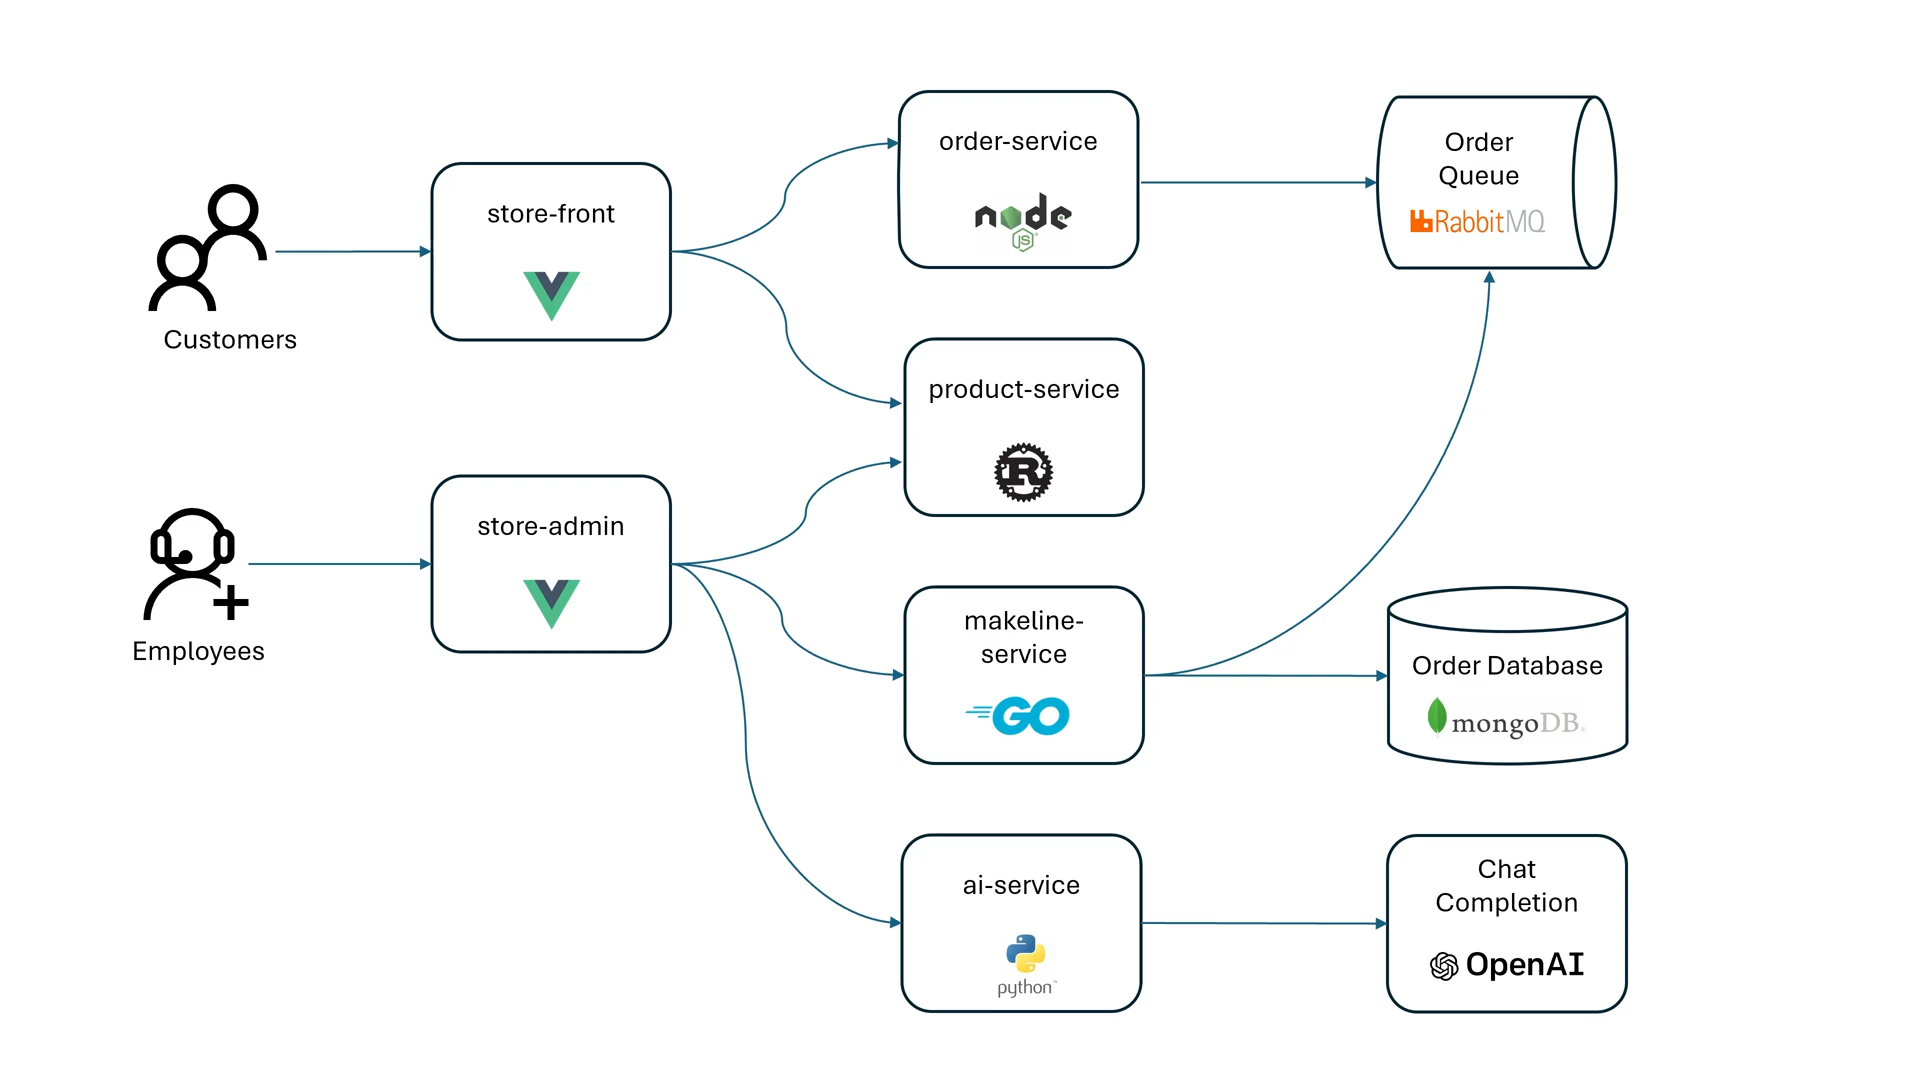 Customers
store-front
order-service
node
JS
Order
Queue
RabbitMQ
product-service
R
Employees
store-admin
makeline-
service
GO
Order Database
mongoDB
ai-service
python
Chat
Completion
OpenAI